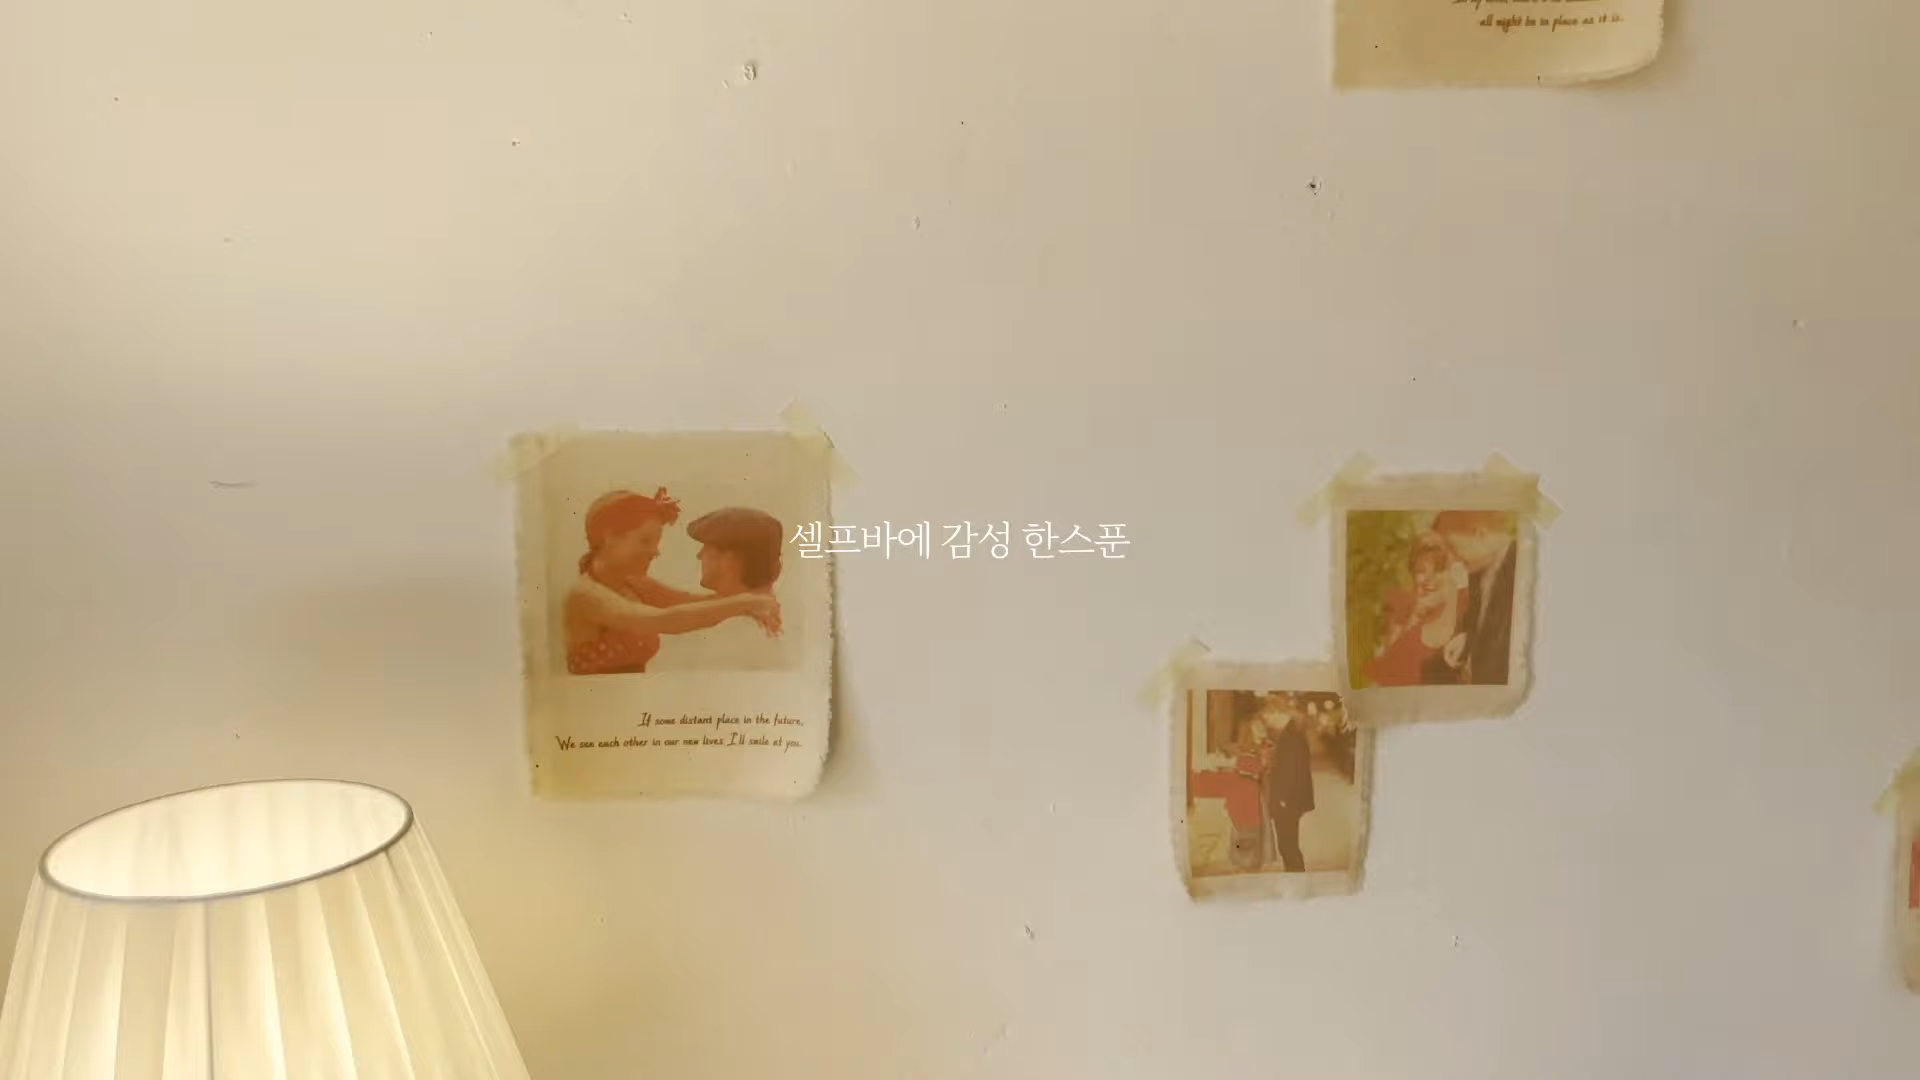 all might be in place as it is.
셀프바에 감성 한스푼
If some distant place in the future,
We see each other in our new lives I'll smile at you.